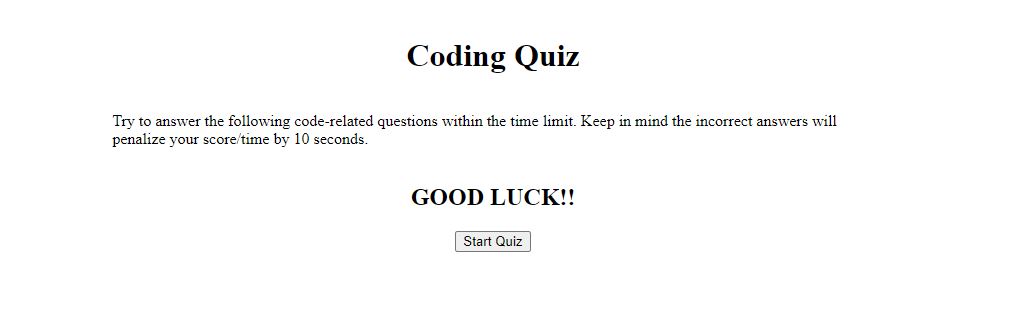 Coding Quiz
Try to answer the following code-related questions within the time limit. Keep in mind the incorrect answers will
penalize your score/time by 10 seconds.
GOOD LUCK!!
Start Quiz